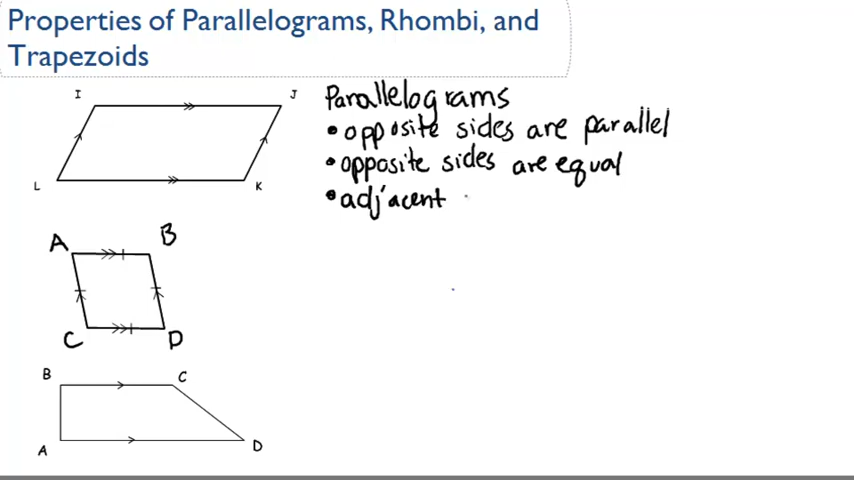 Properties of Parallelograms, Rhombi, and
Trapezoids
I
J
Parallelograms
• opposite sides are parallel
• opposite sides are equal
L
K
• adjacent
A
B
C
D
B
C
A
D